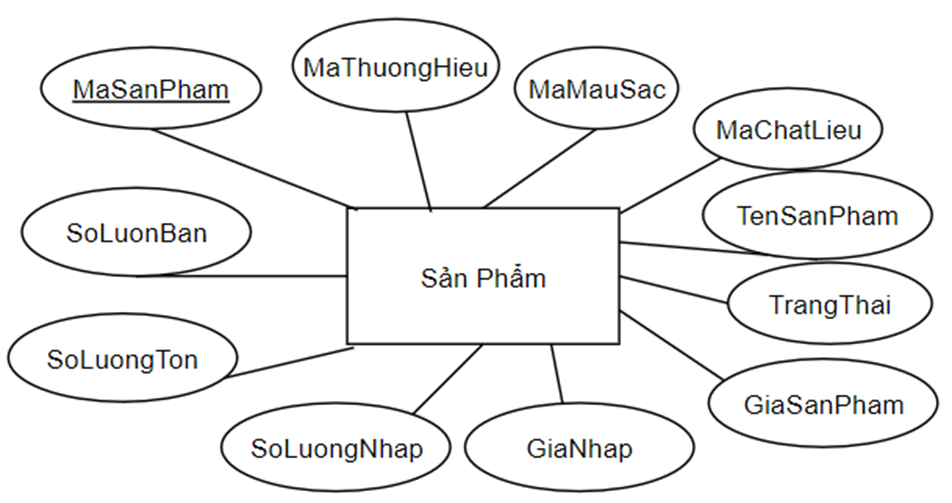 MaThuongHieu
MaSanPham
MaMauSac
MaChatLieu
TenSanPham
SoLuonBan
Sản Phẩm
TrangThai
SoLuongTon
GiaSanPham
SoLuongNhap
GiaNhap